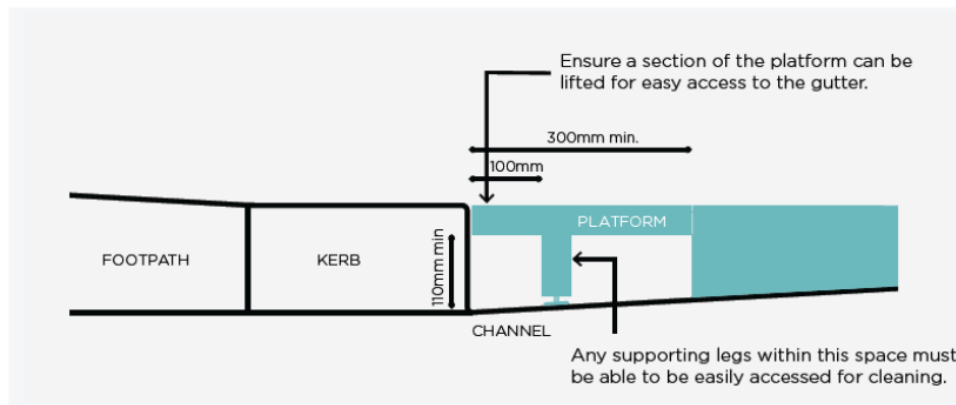 Ensure a section of the platform can be
lifted for easy access to the gutter.
300mm min.
100mm
PLATFORM
FOOTPATH
KERB
110mm min
CHANNEL
Any supporting legs within this space must
be able to be easily accessed for cleaning.